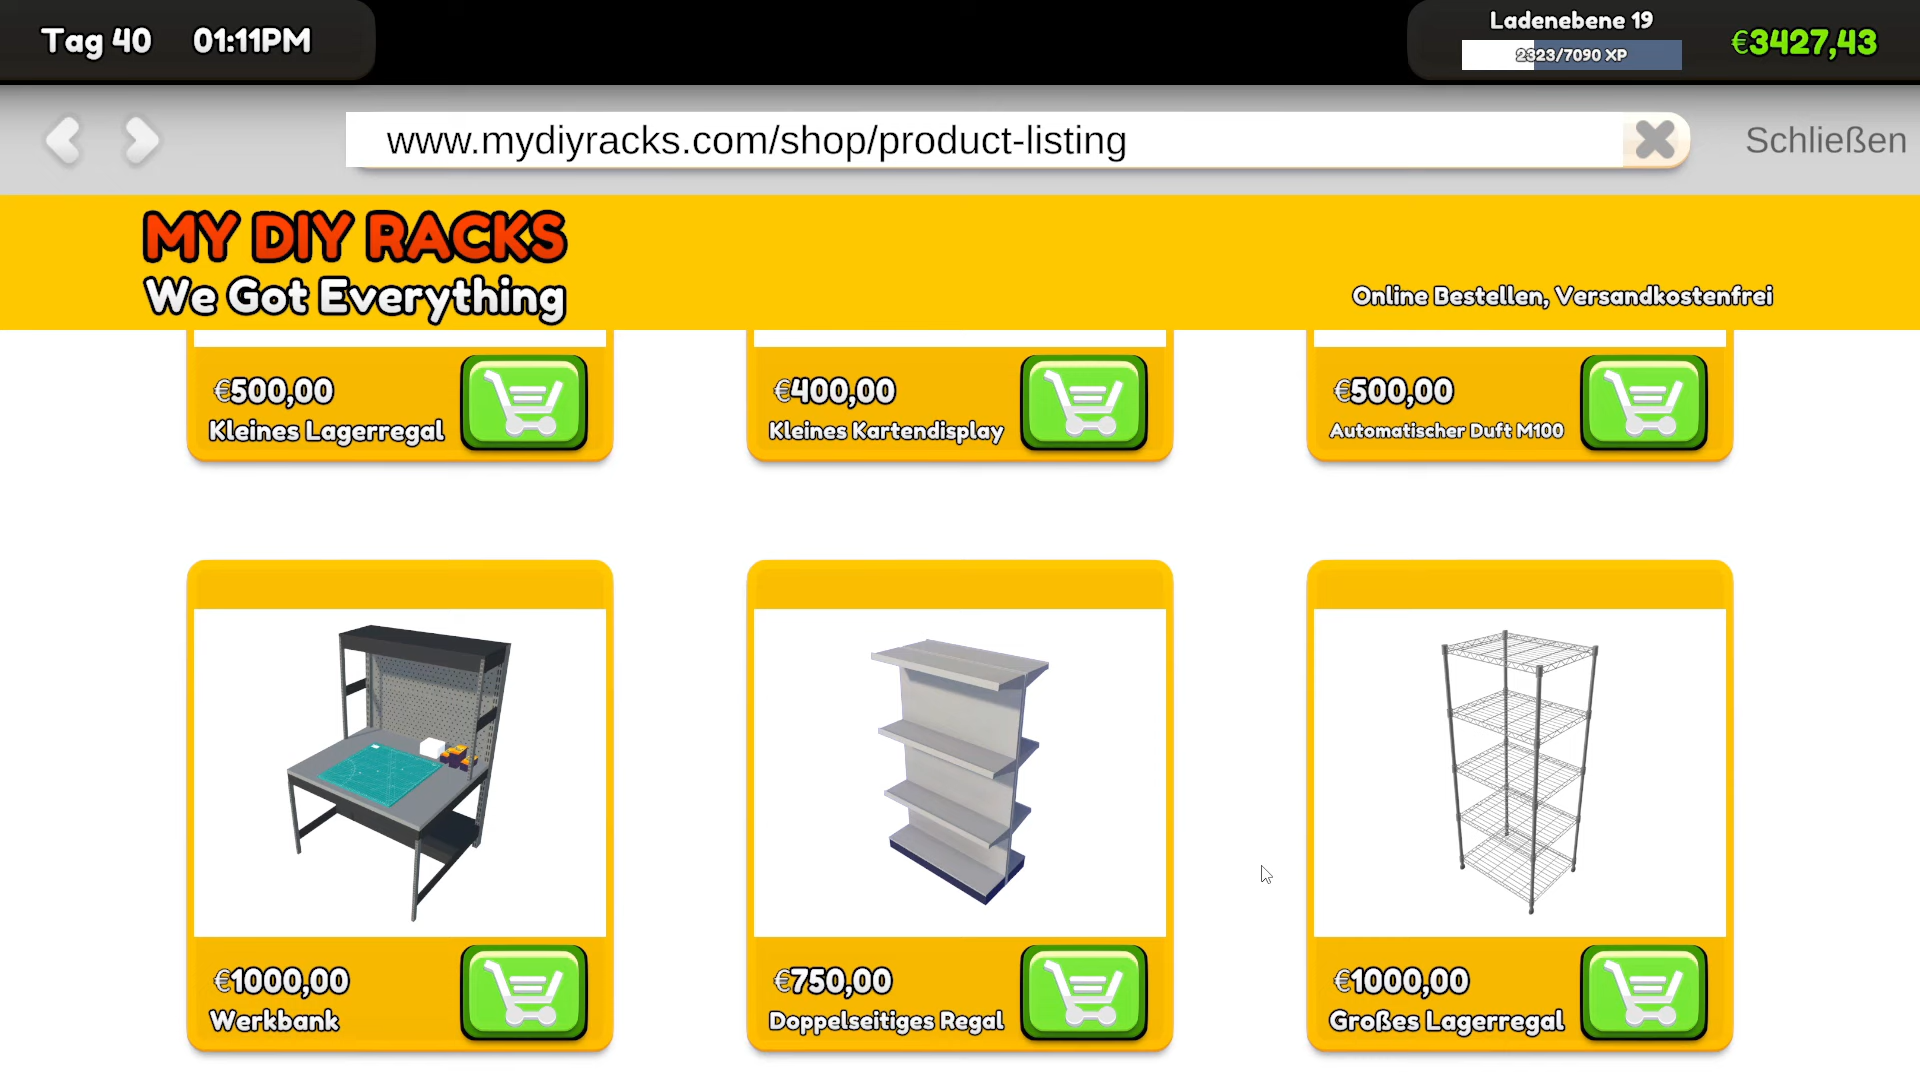 Tag 40 01:11PM
Ladenebene 19
2323/7090 XP
€3427,43
www.mydiyracks.com/shop/product-listing
Schließen
MY DIY RACKS
We Got Everything
Online Bestellen, Versandkostenfrei
€500,00
Kleines Lagerregal
€400,00
Kleines Kartendisplay
€500,00
Automatischer Duft M100
€1000,00
Werkbank
€750,00
Doppelseitiges Regal
€1000,00
Großes Lagerregal